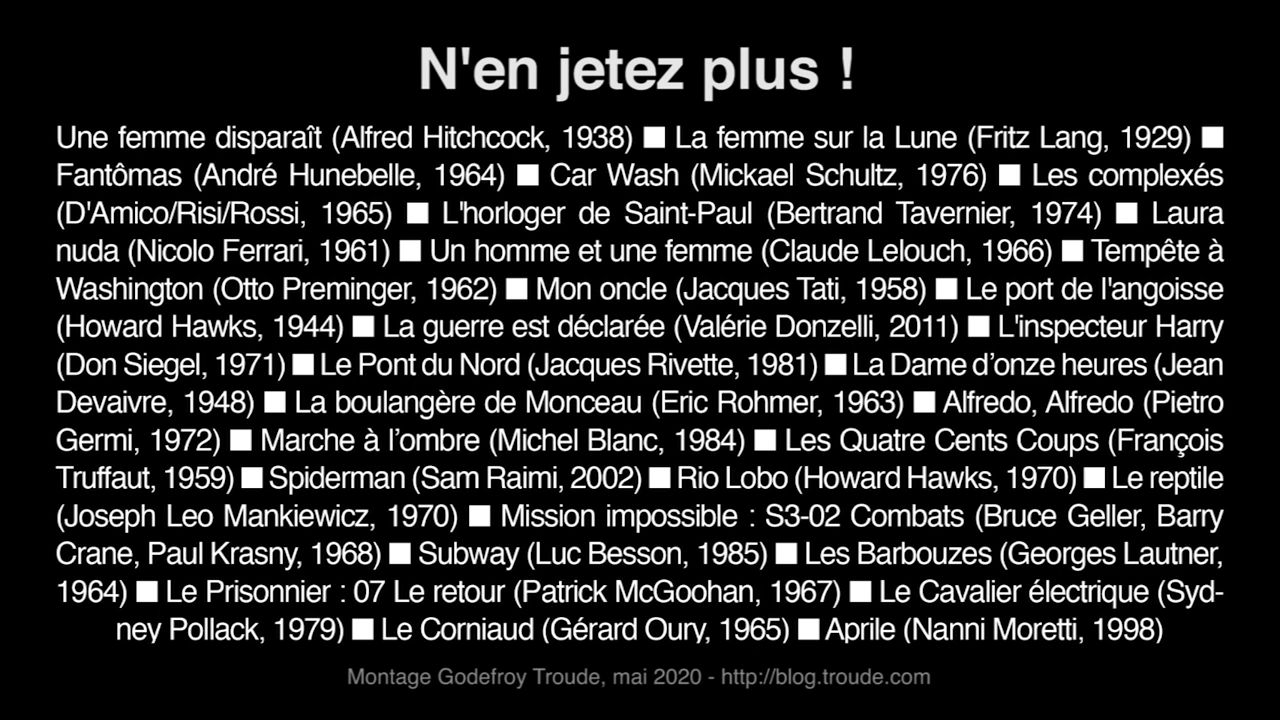 N'en jetez plus !
Une femme disparaît (Alfred Hitchcock, 1938) ■ La femme sur la Lune (Fritz Lang, 1929) ■
Fantômas (André Hunebelle, 1964) ■ Car Wash (Mickael Schultz, 1976) ■ Les complexés
(D'Amico/Risi/Rossi, 1965) ■ L'horloger de Saint-Paul (Bertrand Tavernier, 1974) ■ Laura
nuda (Nicolo Ferrari, 1961) ■ Un homme et une femme (Claude Lelouch, 1966) ■ Tempête à
Washington (Otto Preminger, 1962) ■ Mon oncle (Jacques Tati, 1958) ■ Le port de l'angoisse
(Howard Hawks, 1944) ■ La guerre est déclarée (Valérie Donzelli, 2011) ■ L'inspecteur Harry
(Don Siegel, 1971) ■ Le Pont du Nord (Jacques Rivette, 1981) ■ La Dame d’onze heures (Jean
Devaivre, 1948) ■ La boulangère de Monceau (Eric Rohmer, 1963) ■ Alfredo, Alfredo (Pietro
Germi, 1972) ■ Marche à l’ombre (Michel Blanc, 1984) ■ Les Quatre Cents Coups (François
Truffaut, 1959) ■ Spiderman (Sam Raimi, 2002) ■ Rio Lobo (Howard Hawks, 1970) ■ Le reptile
(Joseph Leo Mankiewicz, 1970) ■ Mission impossible : S3-02 Combats (Bruce Geller, Barry
Crane, Paul Krasny, 1968) ■ Subway (Luc Besson, 1985) ■ Les Barbouzes (Georges Lautner,
1964) ■ Le Prisonnier : 07 Le retour (Patrick McGoohan, 1967) ■ Le Cavalier électrique (Syd-
ney Pollack, 1979) ■ Le Corniaud (Gérard Oury, 1965) ■ Aprile (Nanni Moretti, 1998)
Montage Godefroy Troude, mai 2020 - http://blog.troude.com